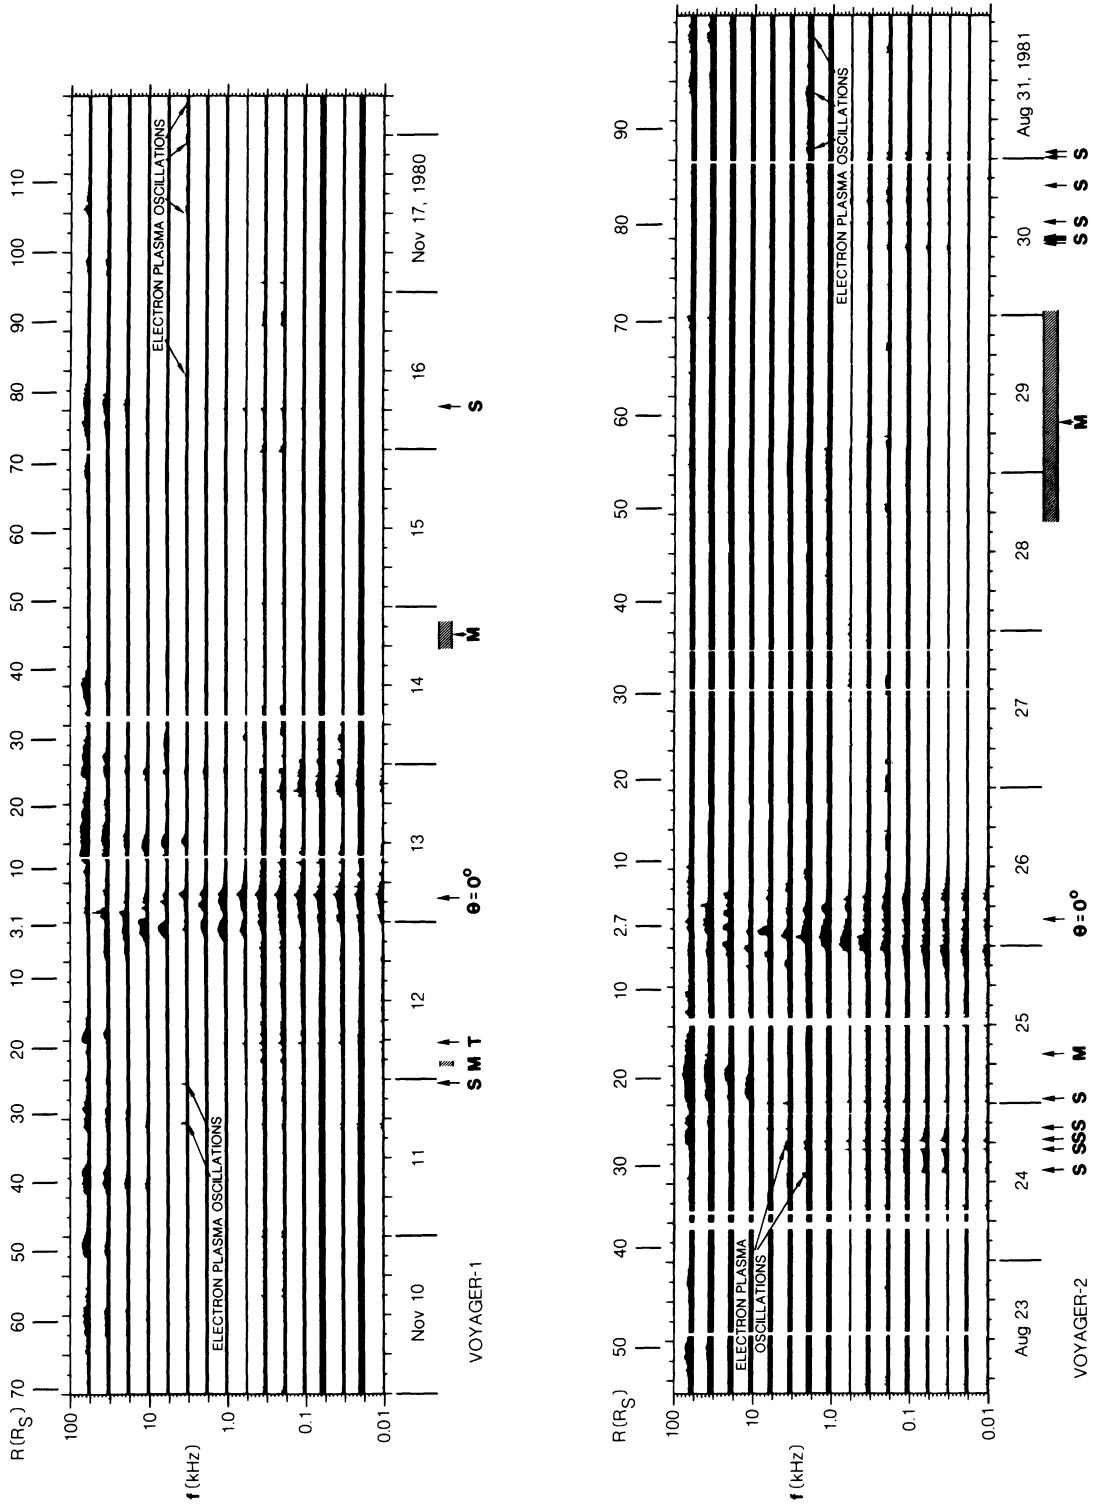 R(R_S) 70 60 50 40 30 20 10 3.1 10 20 30 40 50 60 70 80 90 100 110
100
10
1.0
0.1
0.01
f (kHz)
ELECTRON PLASMA OSCILLATIONS
ELECTRON PLASMA OSCILLATIONS
Nov 10 11 12 13 14 15 16 Nov 17, 1980
S M T θ=0° M S
VOYAGER-1
R(R_S) 50 40 30 20 10 2.7 10 20 30 40 50 60 70 80 90
100
10
1.0
0.1
0.01
f (kHz)
ELECTRON PLASMA
OSCILLATIONS
ELECTRON PLASMA OSCILLATIONS
Aug 23 24 25 26 27 28 29 30 Aug 31, 1981
S SSS S M θ=0° M S S S S
VOYAGER-2